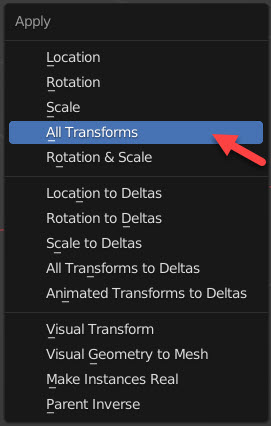 Apply
Location
Rotation
Scale
All Transforms
Rotation & Scale
Location to Deltas
Rotation to Deltas
Scale to Deltas
All Transforms to Deltas
Animated Transforms to Deltas
Visual Transform
Visual Geometry to Mesh
Make Instances Real
Parent Inverse